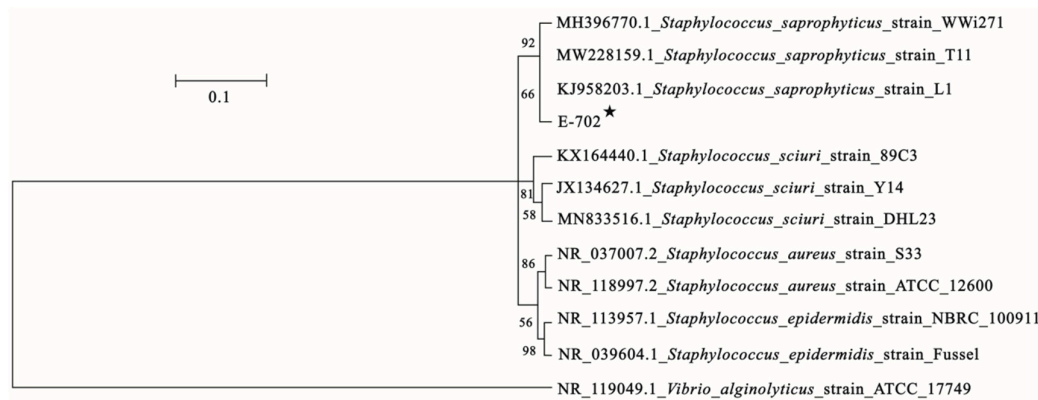 MH396770.1_Staphylococcus_saprophyticus_strain_WWi271
92
MW228159.1_Staphylococcus_saprophyticus_strain_T11
0.1
66
KJ958203.1_Staphylococcus_saprophyticus_strain_L1
E-702★
KX164440.1_Staphylococcus_sciuri_strain_89C3
81
JX134627.1_Staphylococcus_sciuri_strain_Y14
58
MN833516.1_Staphylococcus_sciuri_strain_DHL23
86
NR_037007.2_Staphylococcus_aureus_strain_S33
NR_118997.2_Staphylococcus_aureus_strain_ATCC_12600
56
NR_113957.1_Staphylococcus_epidermidis_strain_NBRC_100911
98
NR_039604.1_Staphylococcus_epidermidis_strain_Fussel
NR_119049.1_Vibrio_alginolyticus_strain_ATCC_17749